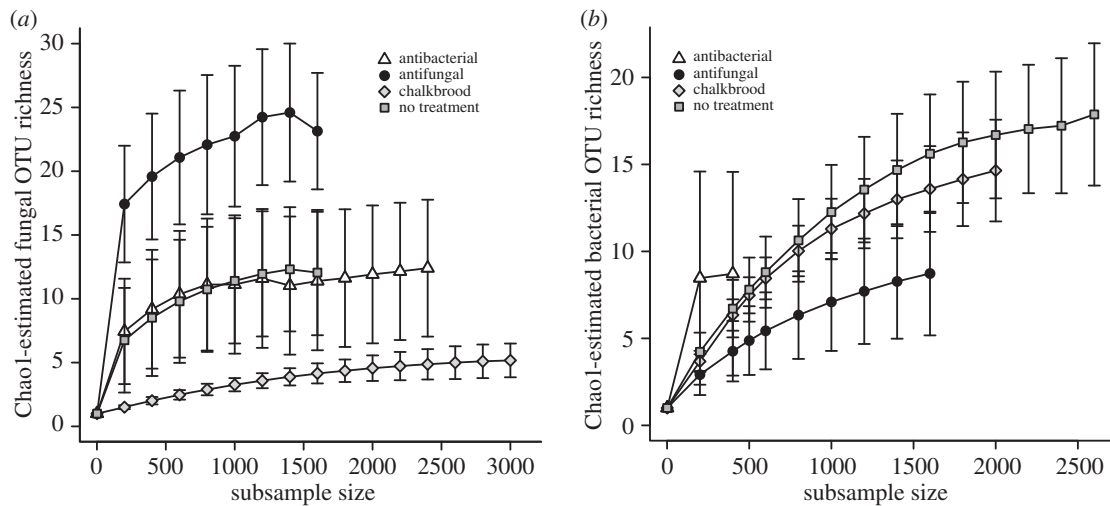 (a)
Chao1-estimated fungal OTU richness
30
25
20
15
10
5
0
antibacterial
antifungal
chalkbrood
no treatment
0 500 1000 1500 2000 2500 3000
subsample size
(b)
Chao1-estimated bacterial OTU richness
20
15
10
5
0
antibacterial
antifungal
chalkbrood
no treatment
0 500 1000 1500 2000 2500
subsample size